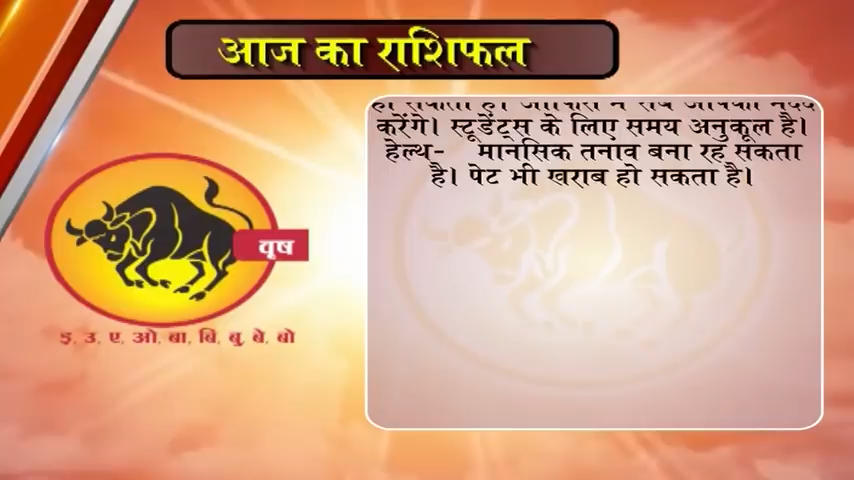 आज का राशिफल
करेंगे। स्टूडेंट्स के लिए समय अनुकूल है।
हेल्थ- मानसिक तनाव बना रह सकता
है। पेट भी खराब हो सकता है।
वृष
इ, उ, ए, ओ, बा, बि, बु, बे, बो